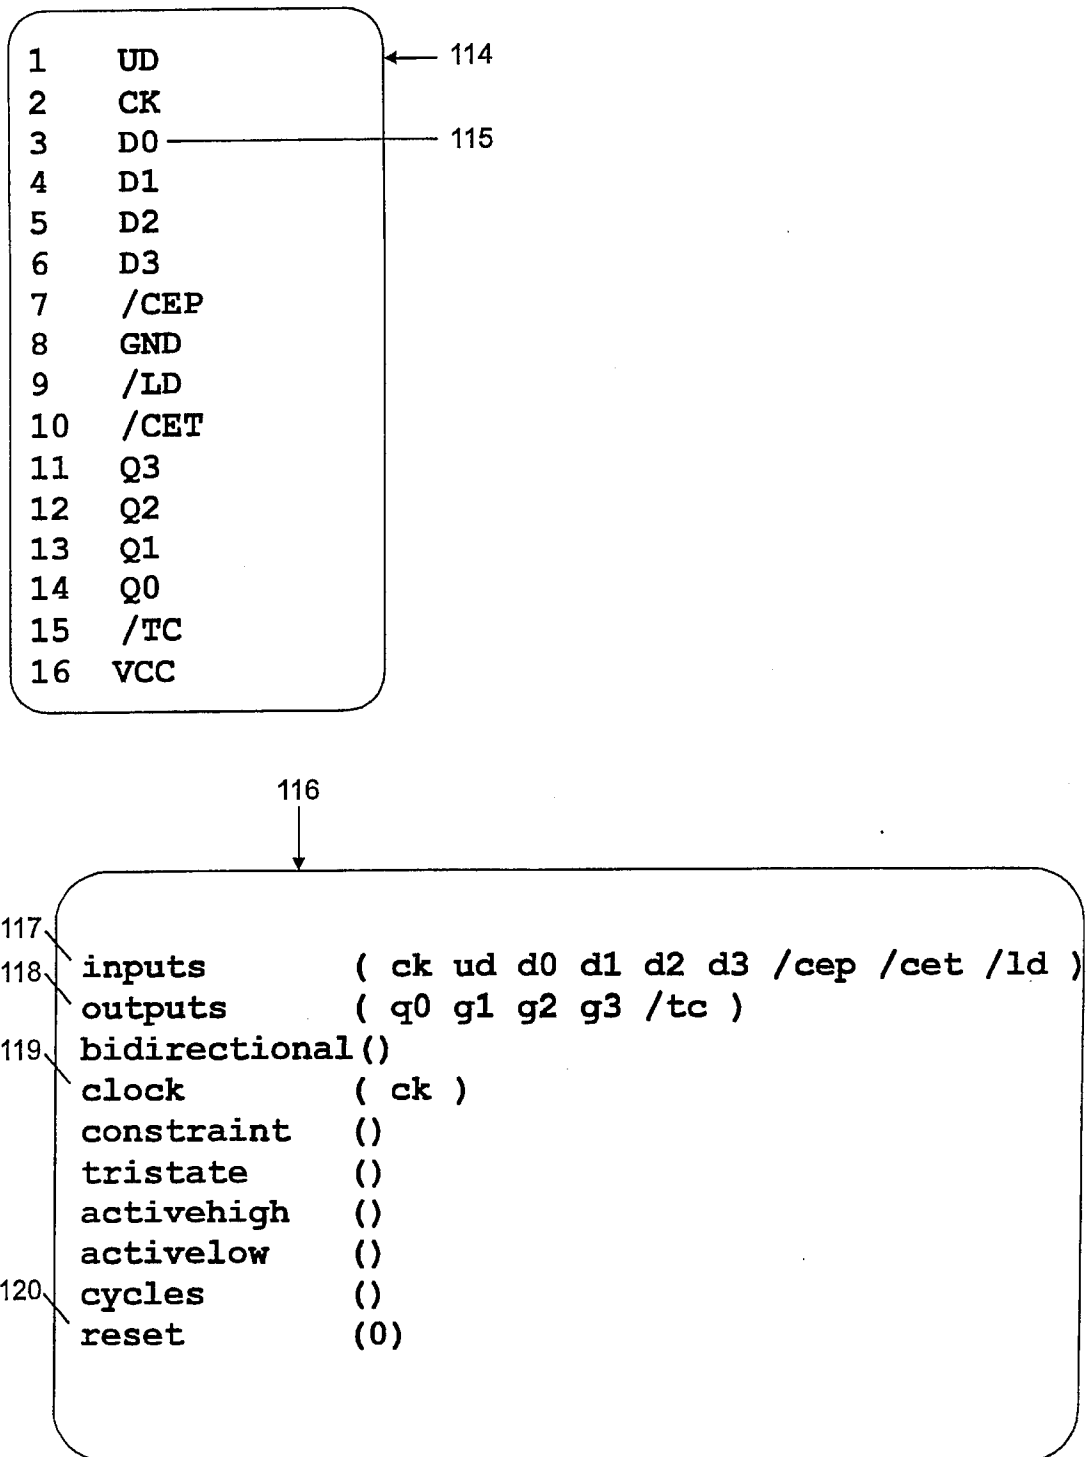 1 UD 114
2 CK
3 D0 115
4 D1
5 D2
6 D3
7 /CEP
8 GND
9 /LD
10 /CET
11 Q3
12 Q2
13 Q1
14 Q0
15 /TC
16 VCC
116
117 inputs ( ck ud d0 d1 d2 d3 /cep /cet /ld )
118 outputs ( q0 g1 g2 g3 /tc )
bidirectional()
119 clock ( ck )
constraint ()
tristate ()
activehigh ()
activelow ()
cycles ()
120 reset (0)